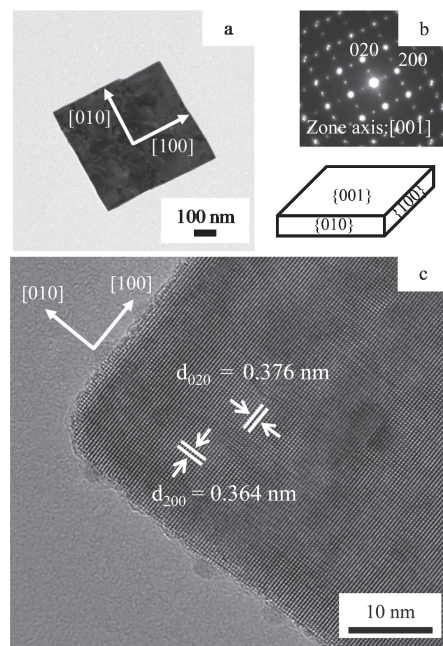 a
[010]
[100]
100 nm
b
020
200
Zone axis:[001]
{001}
{100}
{010}
c
[010]
[100]
d020 = 0.376 nm
d200 = 0.364 nm
10 nm